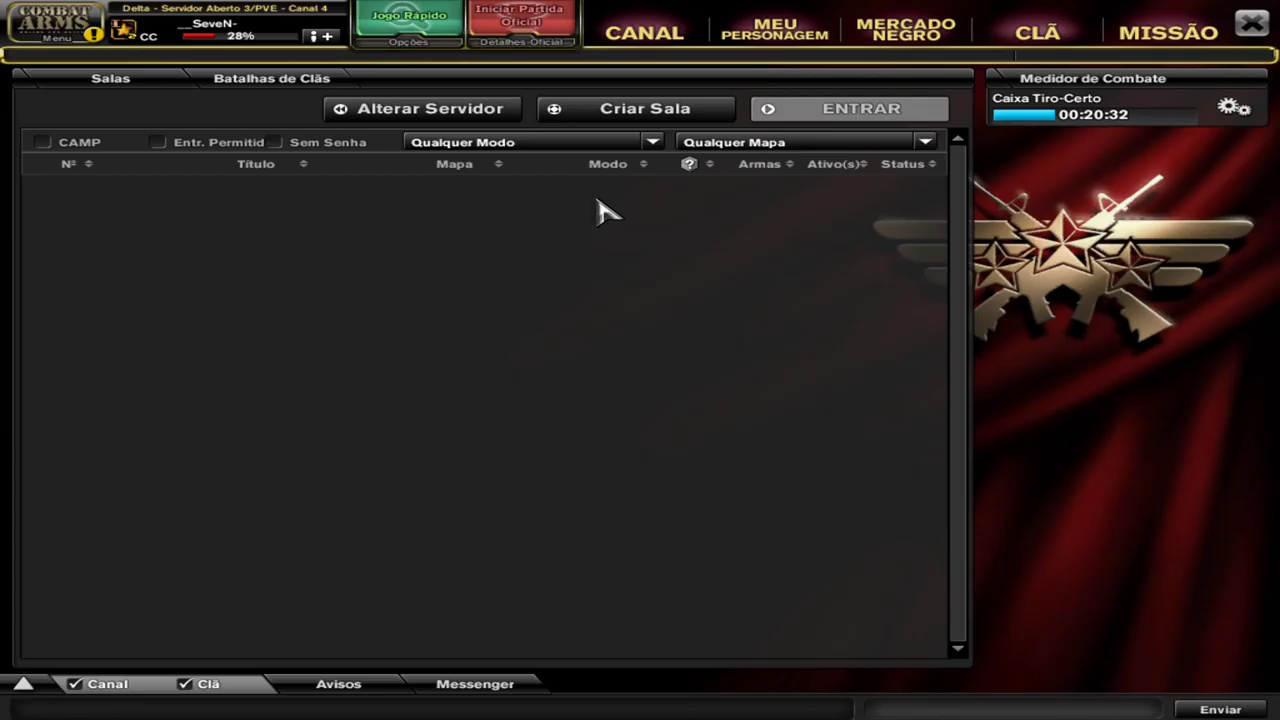 COMBAT ARMS
Menu
Delta - Servidor Aberto 3/PVE - Canal 4
__SeveN-
CC
28%
Jogo Rápido
Opções
Iniciar Partida Oficial
Detalhes Oficial
CANAL
MEU PERSONAGEM
MERCADO NEGRO
CLÃ
MISSÃO
Salas
Batalhas de Clãs
Medidor de Combate
Alterar Servidor
Criar Sala
ENTRAR
Caixa Tiro-Certo
00:20:32
CAMP
Entr. Permitid
Sem Senha
Qualquer Modo
Qualquer Mapa
Nº
Título
Mapa
Modo
Armas
Ativo(s)
Status
Canal
Clã
Avisos
Messenger
Enviar